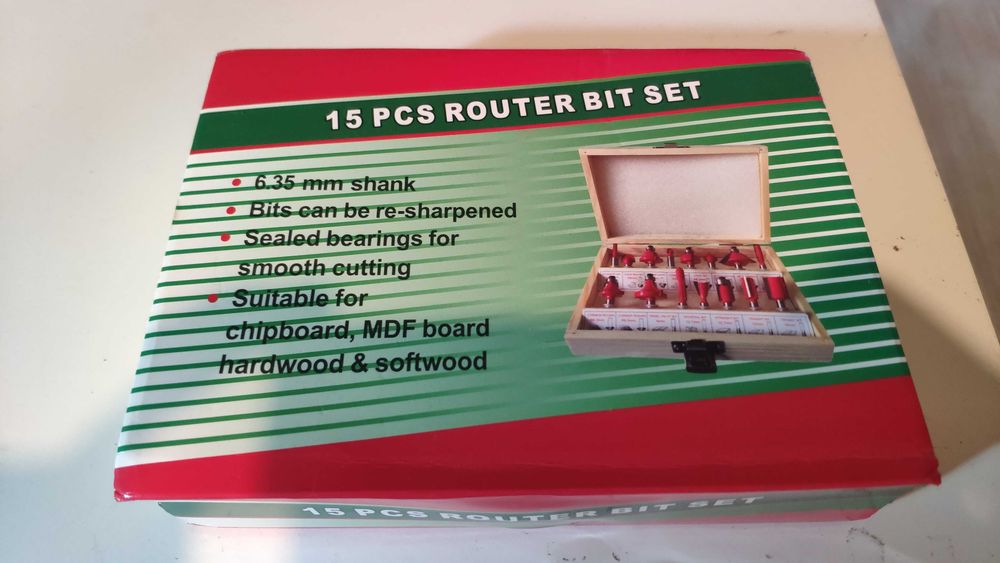 15 PCS ROUTER BIT SET
• 6.35 mm shank
• Bits can be re-sharpened
• Sealed bearings for
smooth cutting
• Suitable for
chipboard, MDF board
hardwood & softwood
15 PCS ROUTER BIT SET